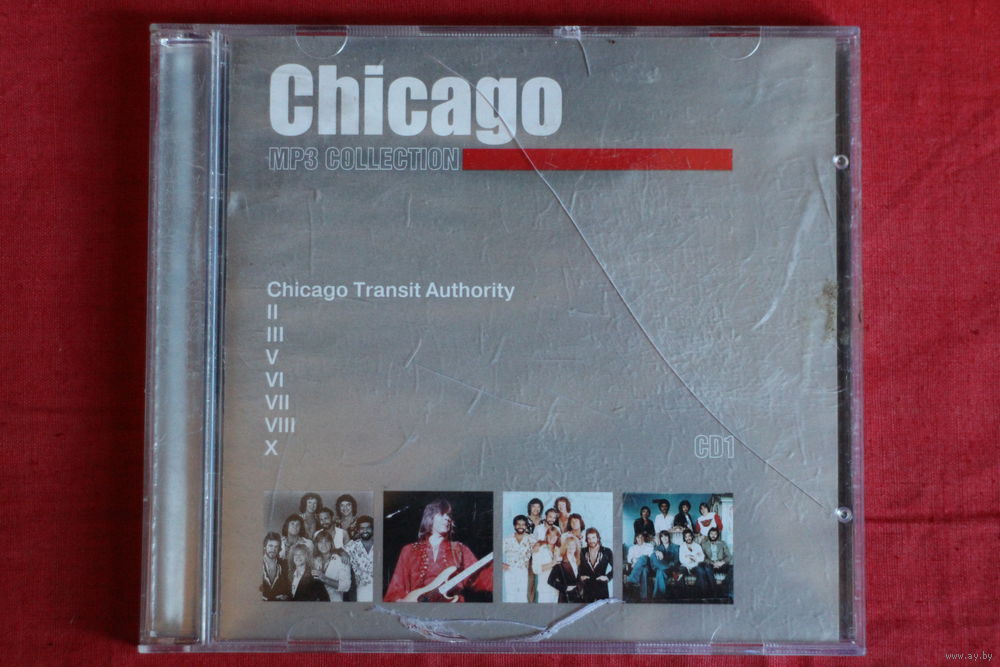 Chicago
MP3 COLLECTION
Chicago Transit Authority
II
III
V
VI
VII
VIII
X
CD1
www.ay.by